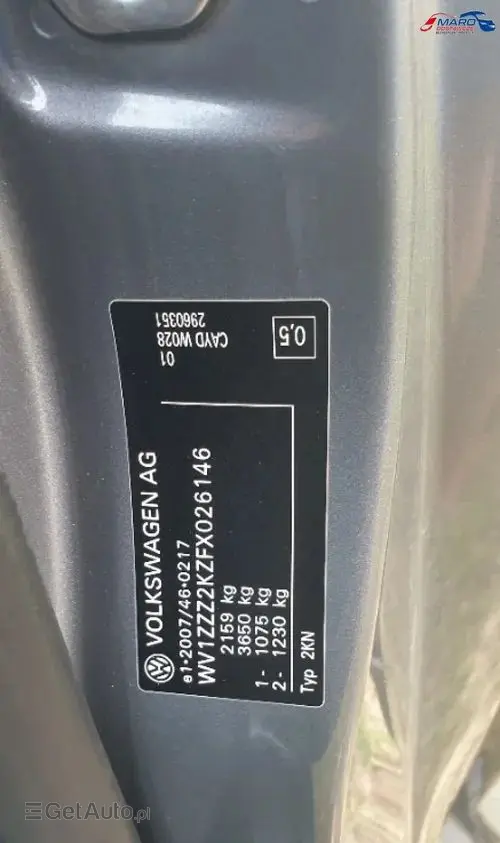 MARO
VOLKSWAGEN AG
e1*2007/46*0217
WV1ZZZ2KZFX026146
2159 kg
3650 kg
1- 1075 kg
2- 1230 kg
Typ 2KN
01
CAYD W028
2960351
0,5
GetAuto.pl